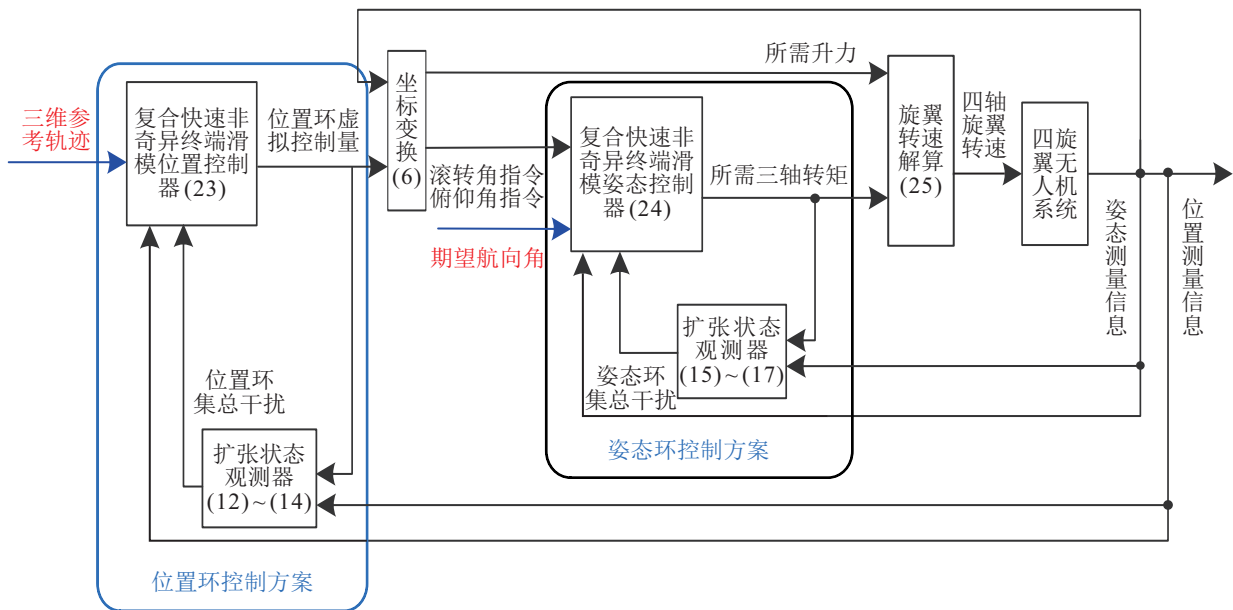 三维参
考轨迹
复合快速非
奇异终端滑
模位置控制
器(23)
位置环虚
拟控制量
坐
标
变
换
(6)
所需升力
滚转角指令
俯仰角指令
期望航向角
复合快速非
奇异终端滑
模姿态控制
器(24)
所需三轴转矩
旋翼
转速
解算
(25)
四轴
旋翼
转速
四旋
翼无
人机
系统
姿态测量信息
位置测量信息
扩张状态
观测器
(15)~(17)
姿态环
集总干扰
姿态环控制方案
位置环
集总干扰
扩张状态
观测器
(12)~(14)
位置环控制方案